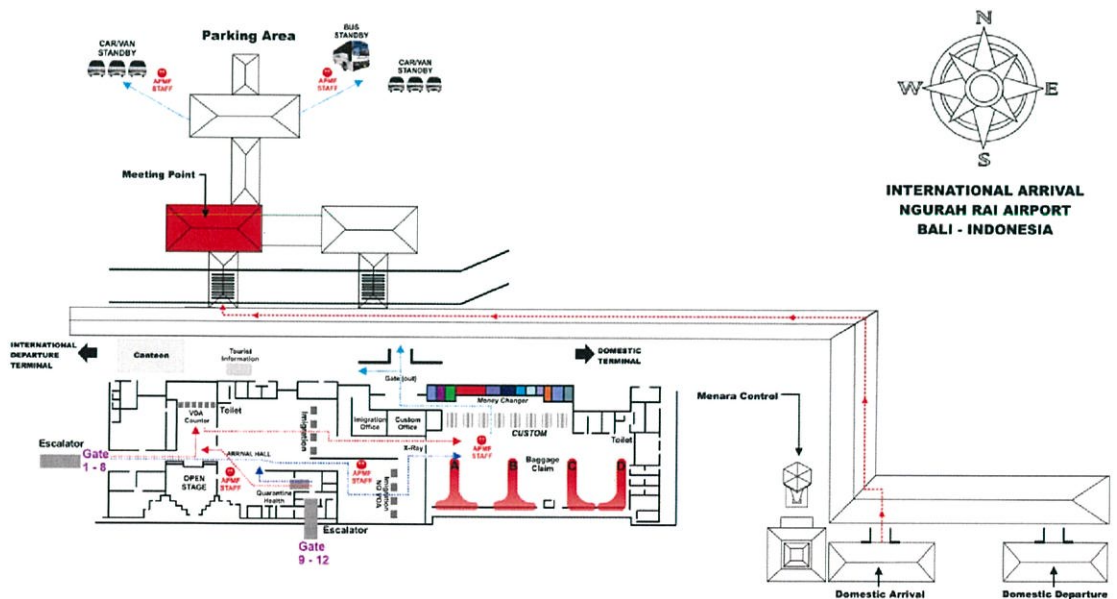 Parking Area
CAR/VAN
STANDBY
APMF
STAFF
BUS
STANDBY
APMF
STAFF
CAR/VAN
STANDBY
N
W
E
S
INTERNATIONAL ARRIVAL
NGURAH RAI AIRPORT
BALI - INDONESIA
Meeting Point
INTERNATIONAL
DEPARTURE
TERMINAL
Canteen
Tourist
Information
DOMESTIC
TERMINAL
Gate (out)
Money Changer
Menara Control
VOA
Counter
Toilet
Imigration
Imigration
Office
Custom
Office
CUSTOM
Toilet
Escalator
Gate
1 - 8
ARRIVAL HALL
X-Ray
APMF
STAFF
A
B
C
D
Baggage
Claim
OPEN
STAGE
APMF
STAFF
APMF
STAFF
Quarantine
Health
Imigration
NO VOA
Escalator
Gate
9 - 12
Domestic Arrival
Domestic Departure